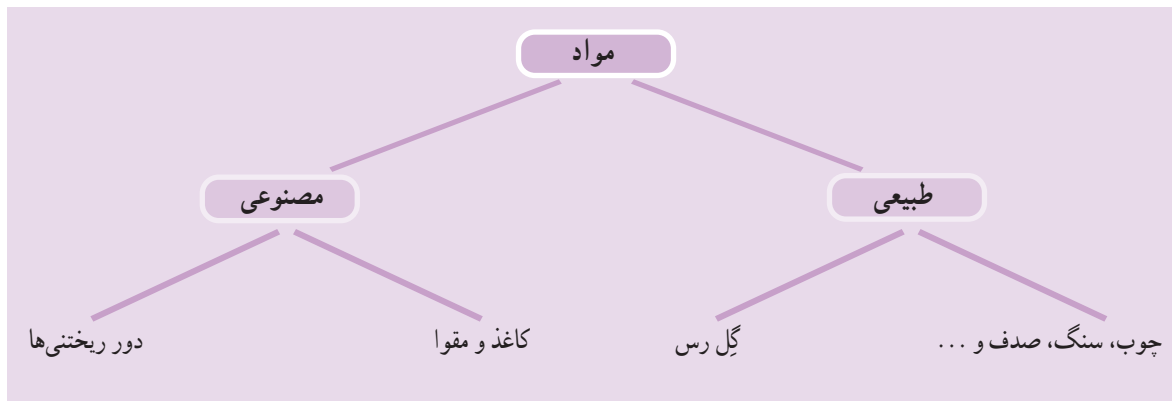 مواد
طبیعی
مصنوعی
چوب، سنگ، صدف و ...
گِل رس
کاغذ و مقوا
دور ریختنی‌ها